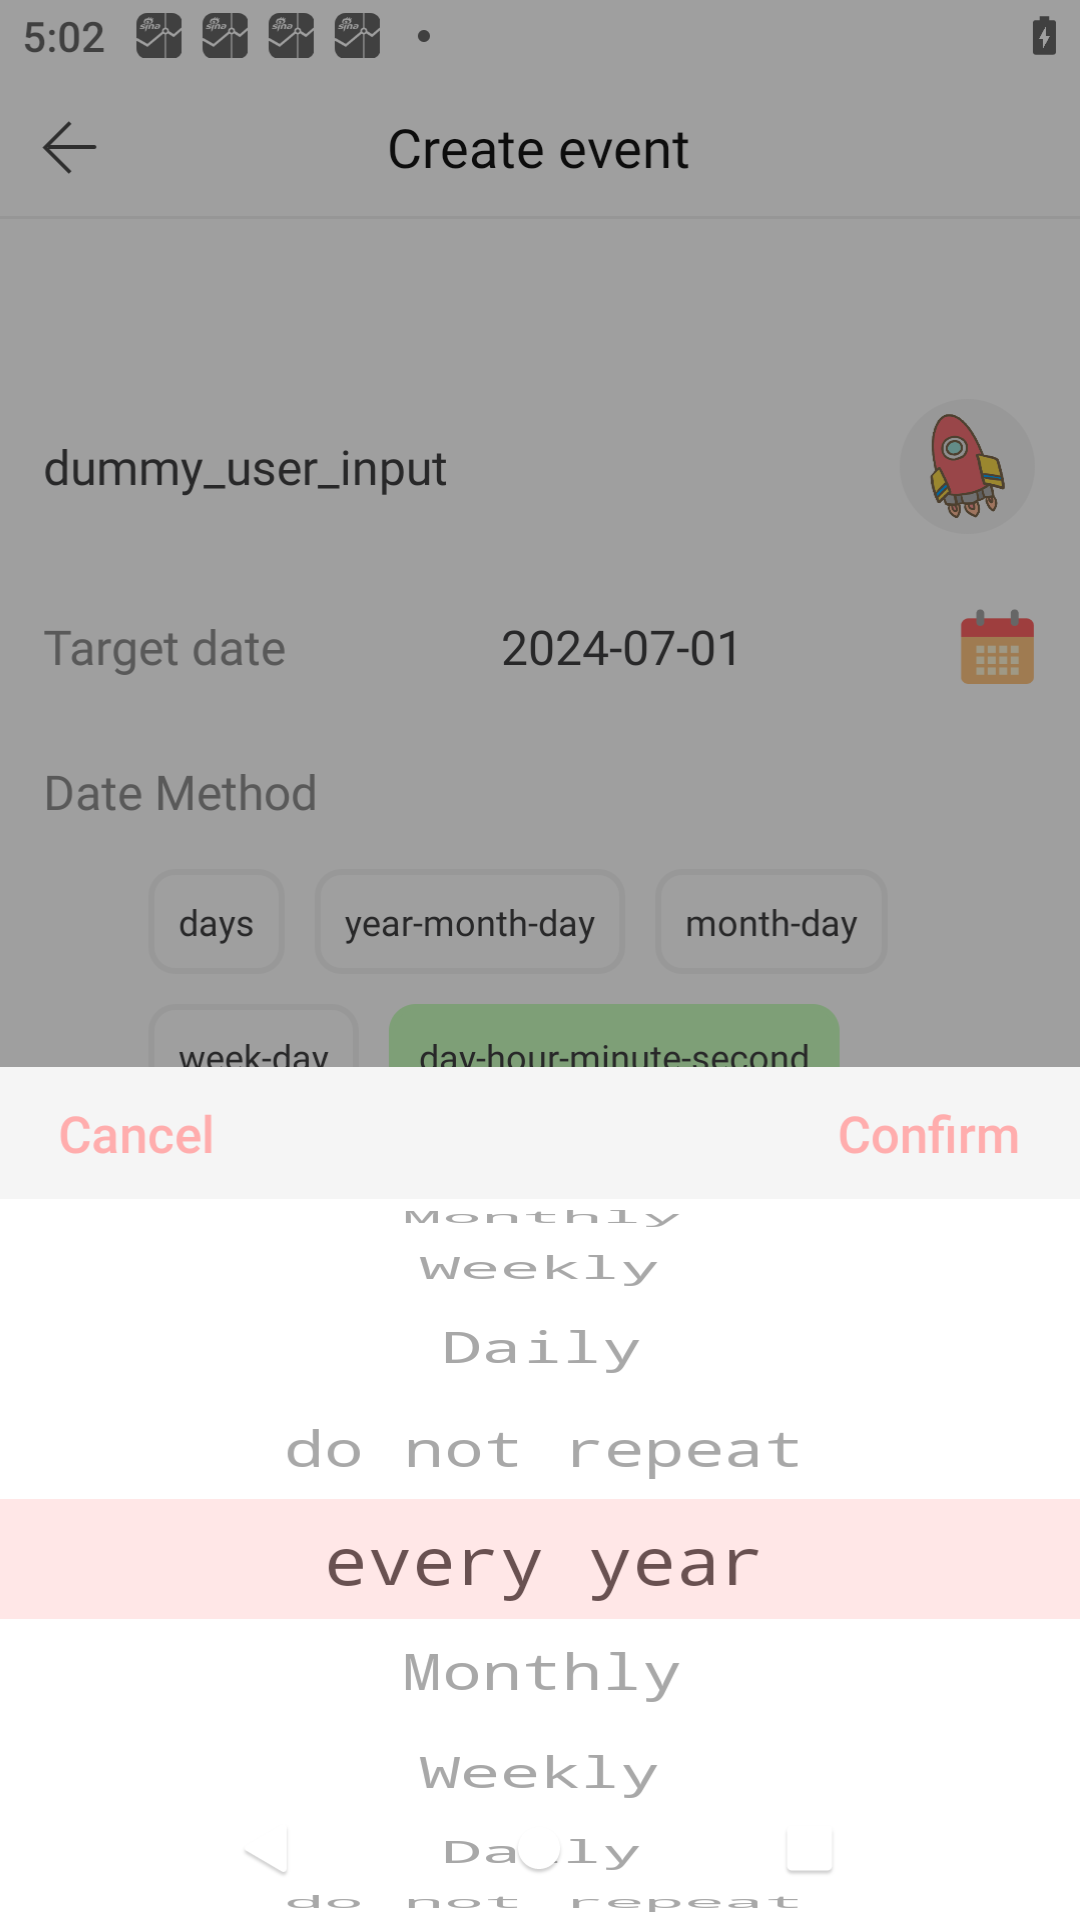 5:02
Create event
dummy_user_input
Target date 2024-07-01
Date Method
days year-month-day month-day
week-day day-hour-minute-second
Cancel Confirm
Monthly
Weekly
Daily
do not repeat
every year
Monthly
Weekly
Daily
do not repeat